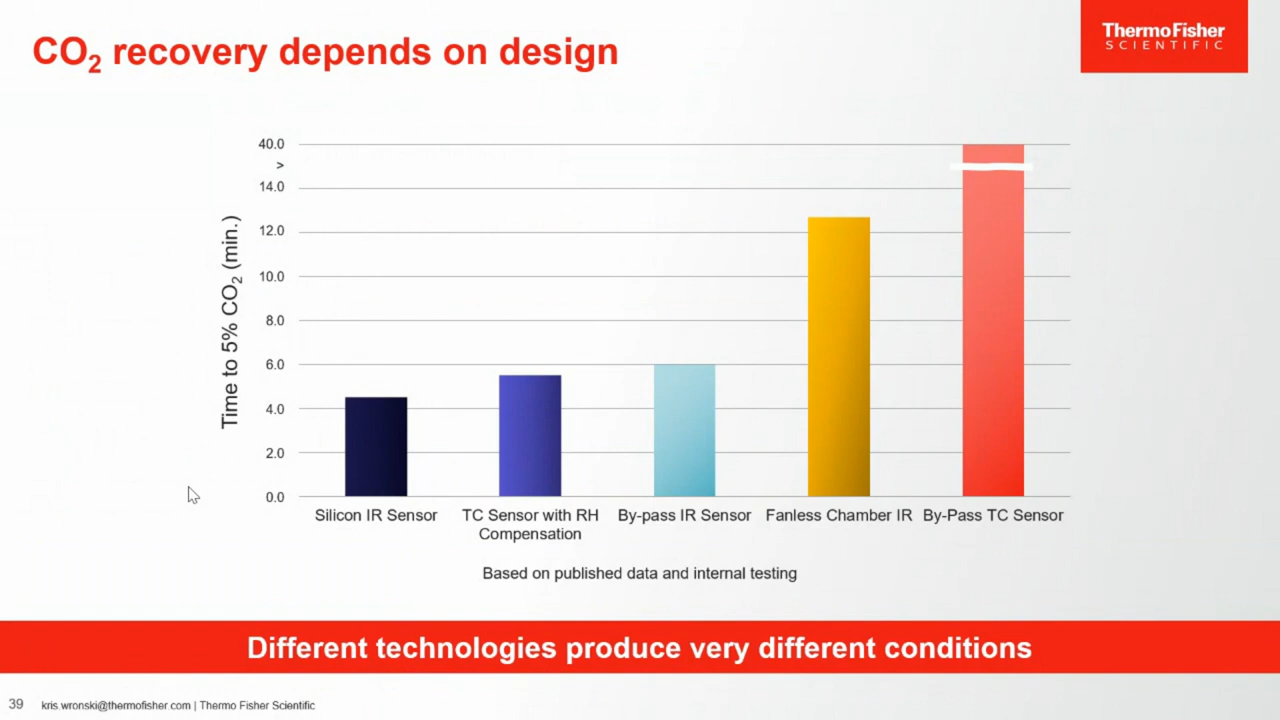 CO₂ recovery depends on design
ThermoFisher
SCIENTIFIC
Time to 5% CO₂ (min.)
40.0
>
14.0
12.0
10.0
8.0
6.0
4.0
2.0
0.0
Silicon IR Sensor
TC Sensor with RH
Compensation
By-pass IR Sensor
Fanless Chamber IR
By-Pass TC Sensor
Based on published data and internal testing
Different technologies produce very different conditions
39 kris.wronski@thermofisher.com | Thermo Fisher Scientific